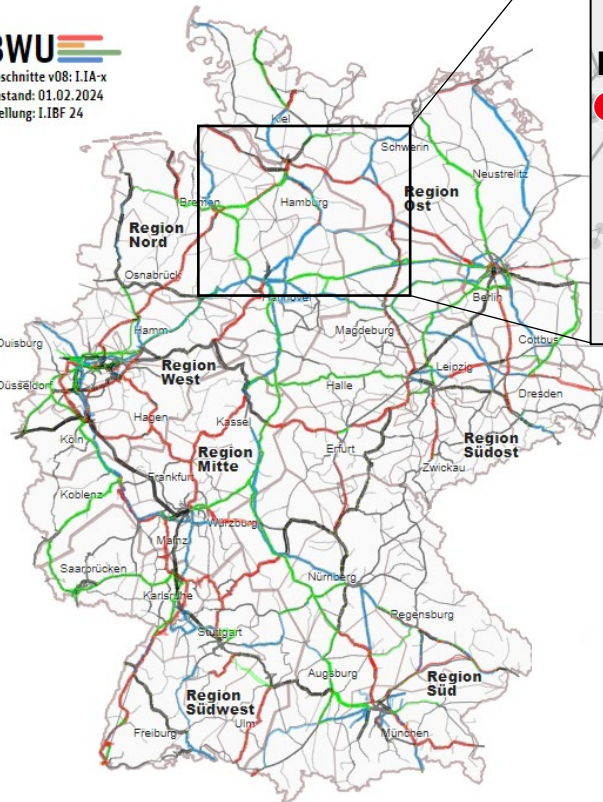 BWU
schnitte v08: I.IA-x
stand: 01.02.2024
ellung: I.IBF 24
Kiel
Schwerin
Neustrelitz
Region
Ost
Bremen
Hamburg
Region
Nord
Osnabrück
Hannover
Berlin
Hamm
Magdeburg
Cottbus
Duisburg
Region
West
Leipzig
Düsseldorf
Halle
Dresden
Hagen
Kassel
Region
Südost
Köln
Region
Mitte
Erfurt
Zwickau
Frankfurt
Koblenz
Würzburg
Mainz
Saarbrücken
Nürnberg
Karlsruhe
Regensburg
Stuttgart
Augsburg
Region
Süd
Region
Südwest
Ulm
Freiburg
München